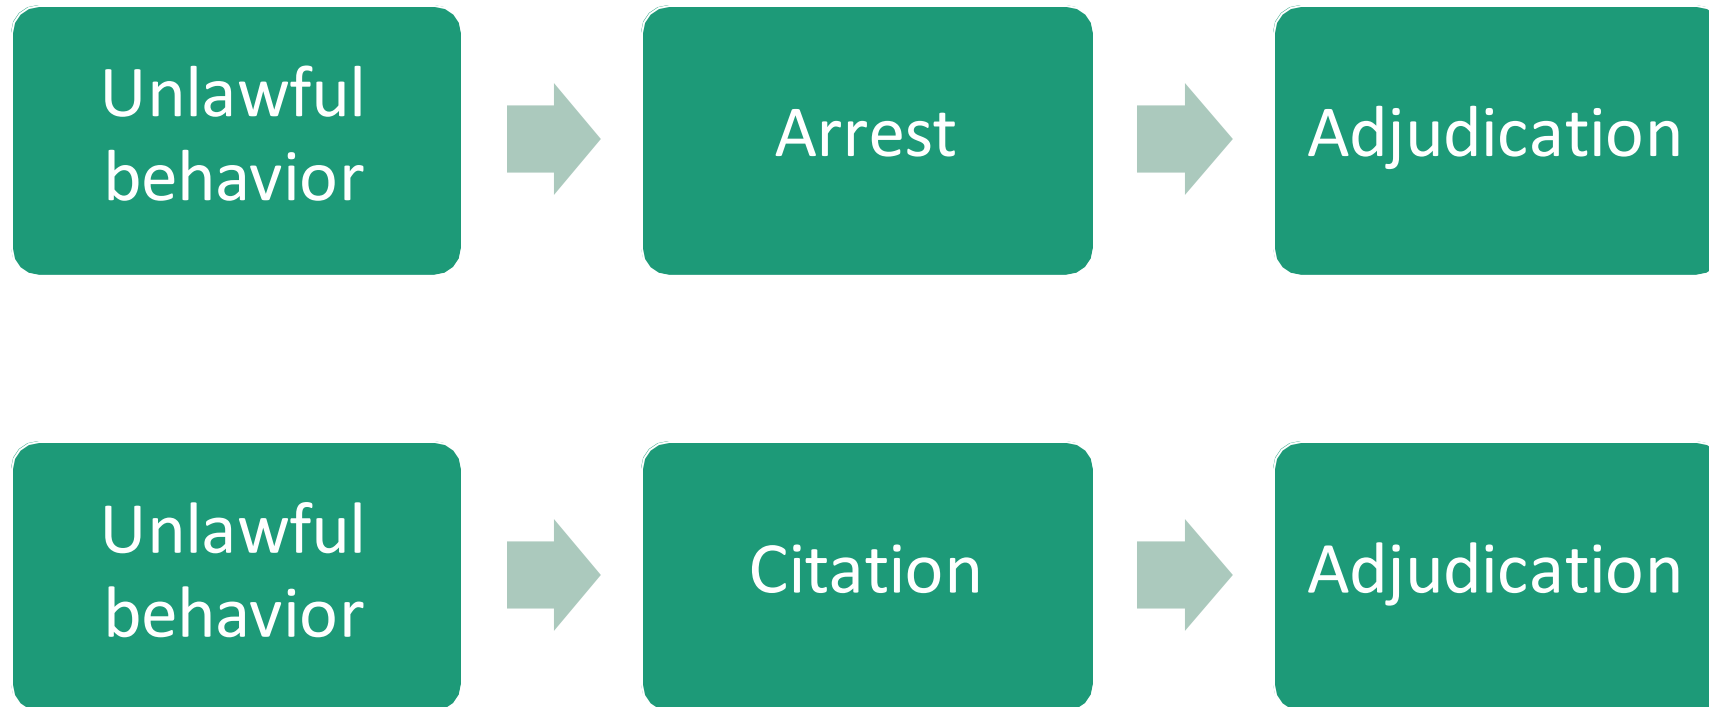 Unlawful
behavior
Arrest
Adjudication
Unlawful
behavior
Citation
Adjudication